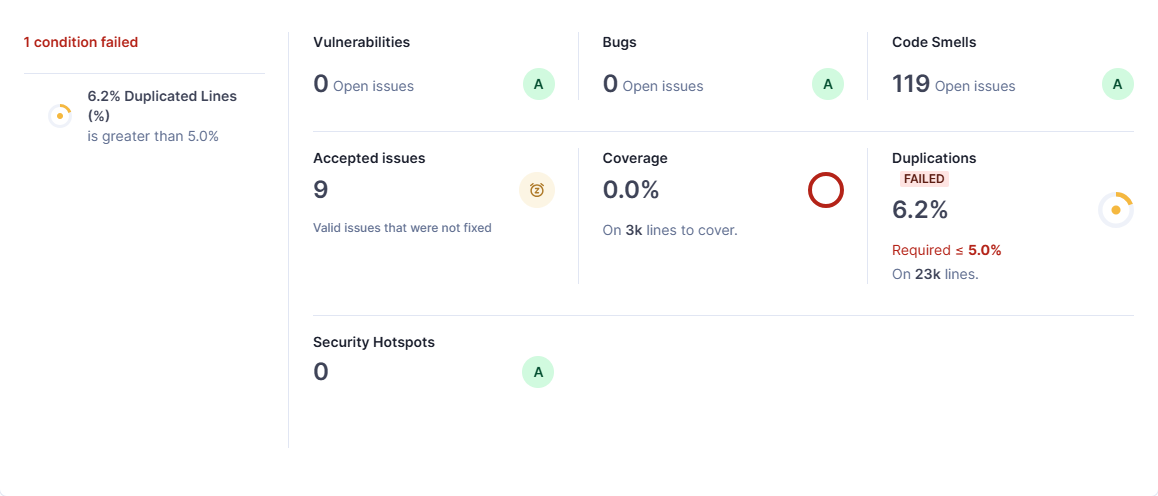 1 condition failed
6.2% Duplicated Lines
(%)
is greater than 5.0%
Vulnerabilities
0 Open issues
A
Bugs
0 Open issues
A
Code Smells
119 Open issues
A
Accepted issues
9
Valid issues that were not fixed
Coverage
0.0%
On 3k lines to cover.
Duplications
FAILED
6.2%
Required ≤ 5.0%
On 23k lines.
Security Hotspots
0
A